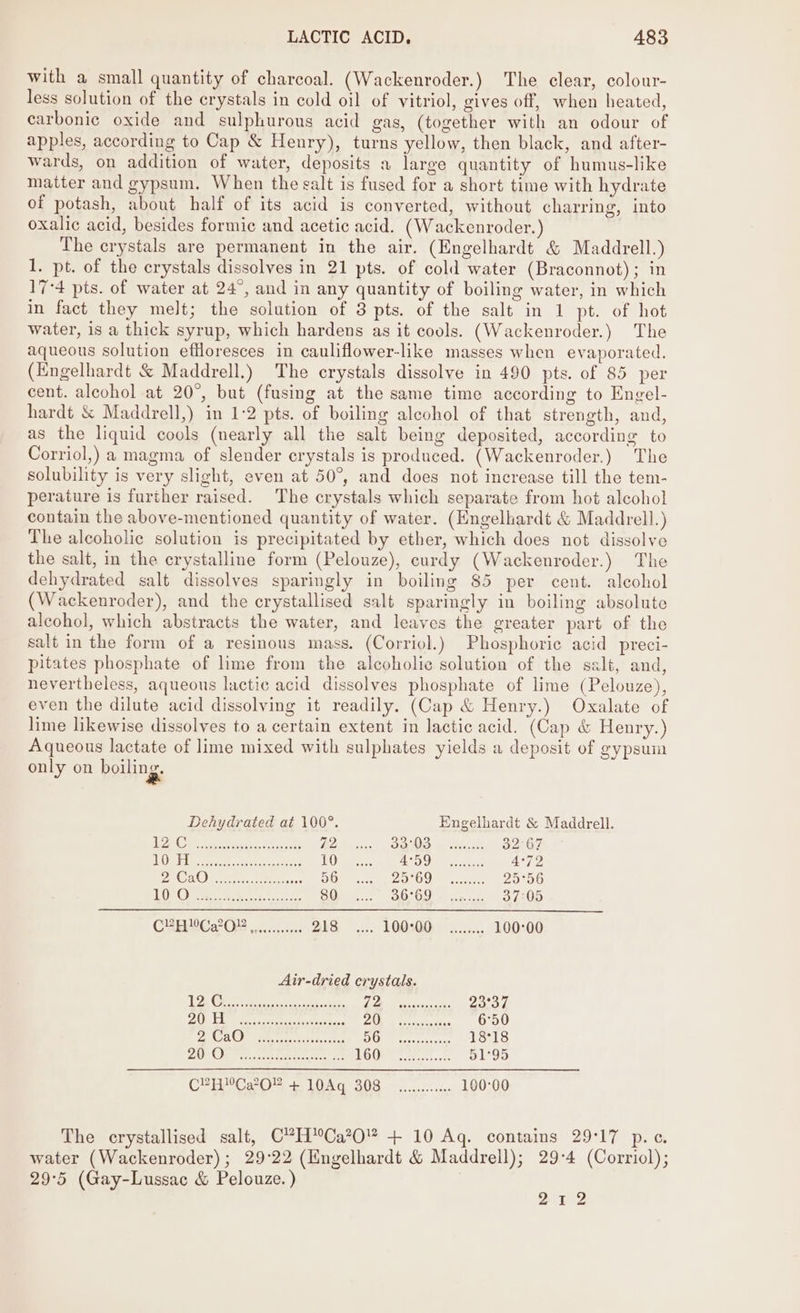 LACTIC ACID. 483
with a small quantity of charcoal. (Wackenroder.) The clear, colour-
less solution of the crystals in cold oil of vitriol, gives off, when heated,
carbonic oxide and sulphurous acid gas, (together with an odour of
apples, according to Cap & Henry), turns yellow, then black, and after-
wards, on addition of water, deposits a large quantity of humus-like
matter and gypsum. When the salt is fused for a short time with hydrate
of potash, about half of its acid is converted, without charring, into
oxalic acid, besides formic and acetic acid. (Wackenroder.)
The crystals are permanent in the air. (Engelhardt & Maddrell.)
1. pt. of the crystals dissolves in 21 pts. of cold water (Braconnot); in
17·4 pts. of water at 24°, and in any quantity of boiling water, in which
in fact they melt; the solution of 3 pts. of the salt in 1 pt. of hot
water, is a thick syrup, which hardens as it cools. (Wackenroder.) The
aqueous solution effloresces in cauliflower-like masses when evaporated.
(Engelhardt & Maddrell.) The crystals dissolve in 490 pts. of 85 per
cent. alcohol at 20°, but (fusing at the same time according to Engel-
hardt & Maddrell,) in 1·2 pts. of boiling alcohol of that strength, and,
as the liquid cools (nearly all the salt being deposited, according to
Corriol,) a magma of slender crystals is produced. (Wackenroder.) The
solubility is very slight, even at 50°, and does not increase till the tem-
perature is further raised. The crystals which separate from hot alcohol
contain the above-mentioned quantity of water. (Engelhardt & Maddrell.)
The alcoholic solution is precipitated by ether, which does not dissolve
the salt, in the crystalline form (Pelouze), curdy (Wackenroder.) The
dehydrated salt dissolves sparingly in boiling 85 per cent. alcohol
(Wackenroder), and the crystallised salt sparingly in boiling absolute
alcohol, which abstracts the water, and leaves the greater part of the
salt in the form of a resinous mass. (Corriol.) Phosphoric acid preci-
pitates phosphate of lime from the alcoholic solution of the salt, and,
nevertheless, aqueous lactic acid dissolves phosphate of lime (Pelouze),
even the dilute acid dissolving it readily. (Cap & Henry.) Oxalate of
lime likewise dissolves to a certain extent in lactic acid. (Cap & Henry.)
Aqueous lactate of lime mixed with sulphates yields a deposit of gypsum
only on boiling.
Dehydrated at 100°. Engelhardt & Maddrell.
12 C ........................ 72 .... 33·03 ........ 32·67
10 H ........................ 10 .... 4·59 ........ 4·72
2 CaO ........................ 56 .... 25·69 ........ 25·56
10 O ........................ 80 .... 36·69 ........ 37·05
C¹²H¹⁰Ca²O¹² ............ 218 .... 100·00 ........ 100·00
Air-dried crystals.
12 C........................ 72 ............ 23·37
20 H ........................ 20 ............ 6·50
2 CaO ........................ 56 ............ 18·18
20 O ........................ 160 ............ 51·95
C¹²H¹⁰Ca²O¹² + 10Aq 308 ............ 100·00
The crystallised salt, C¹²H¹⁰Ca²O¹² + 10 Aq. contains 29·17 p. c.
water (Wackenroder); 29·22 (Engelhardt & Maddrell); 29·4 (Corriol);
29·5 (Gay-Lussac & Pelouze.)
2 I 2